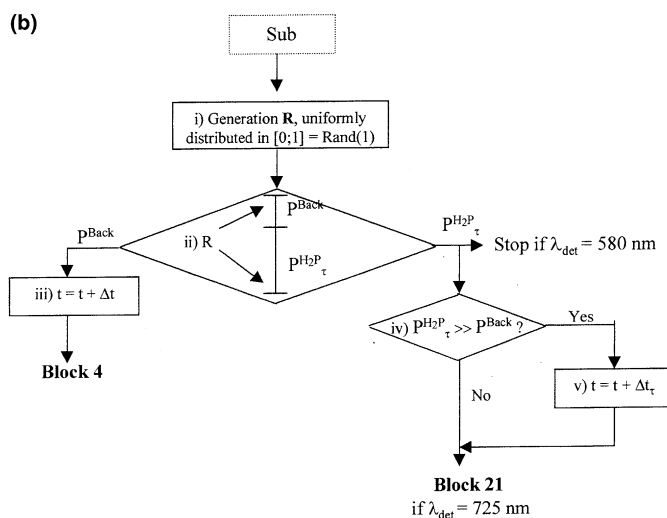 (b)
Sub
i) Generation R, uniformly
distributed in [0;1] = Rand(1)
P^Back
ii) R
P^Back
P^H2P_τ
P^H2P_τ
Stop if λ_det = 580 nm
iii) t = t + Δt
Block 4
iv) P^H2P_τ >> P^Back ?
Yes
No
v) t = t + Δt_τ
Block 21
if λ_det = 725 nm